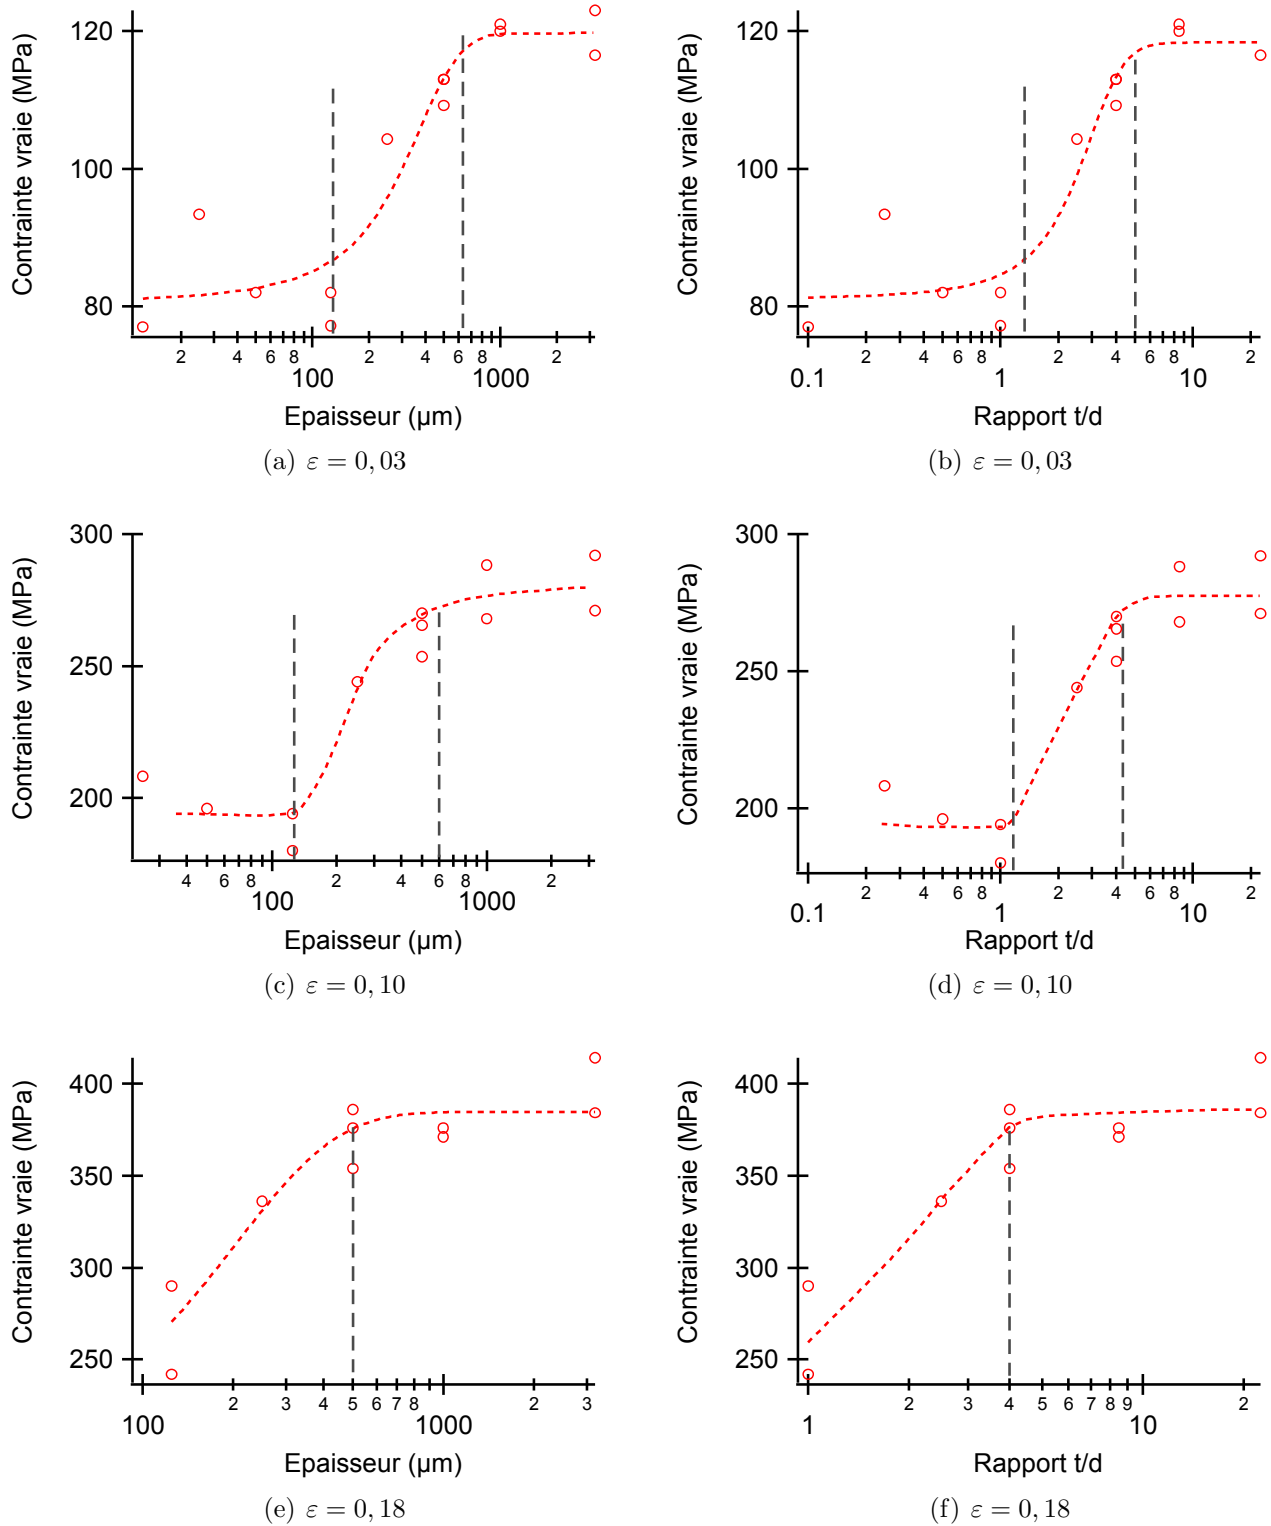 120
100
80
Contrainte vraie (MPa)
2 4 6 8 2 4 6 8 2
100 1000
Epaisseur (µm)
(a) ε = 0, 03
120
100
80
Contrainte vraie (MPa)
2 4 6 8 2 4 6 8 2
0.1 1 10
Rapport t/d
(b) ε = 0, 03
300
250
200
Contrainte vraie (MPa)
4 6 8 2 4 6 2
100 1000
Epaisseur (µm)
(c) ε = 0, 10
300
250
200
Contrainte vraie (MPa)
2 4 6 8 2 4 6 8 2
0.1 1 10
Rapport t/d
(d) ε = 0, 10
400
350
300
250
Contrainte vraie (MPa)
2 3 4 5 6 7 8 2 3
100 1000
Epaisseur (µm)
(e) ε = 0, 18
400
350
300
250
Contrainte vraie (MPa)
2 3 4 5 6 7 8 9 2
1 10
Rapport t/d
(f) ε = 0, 18